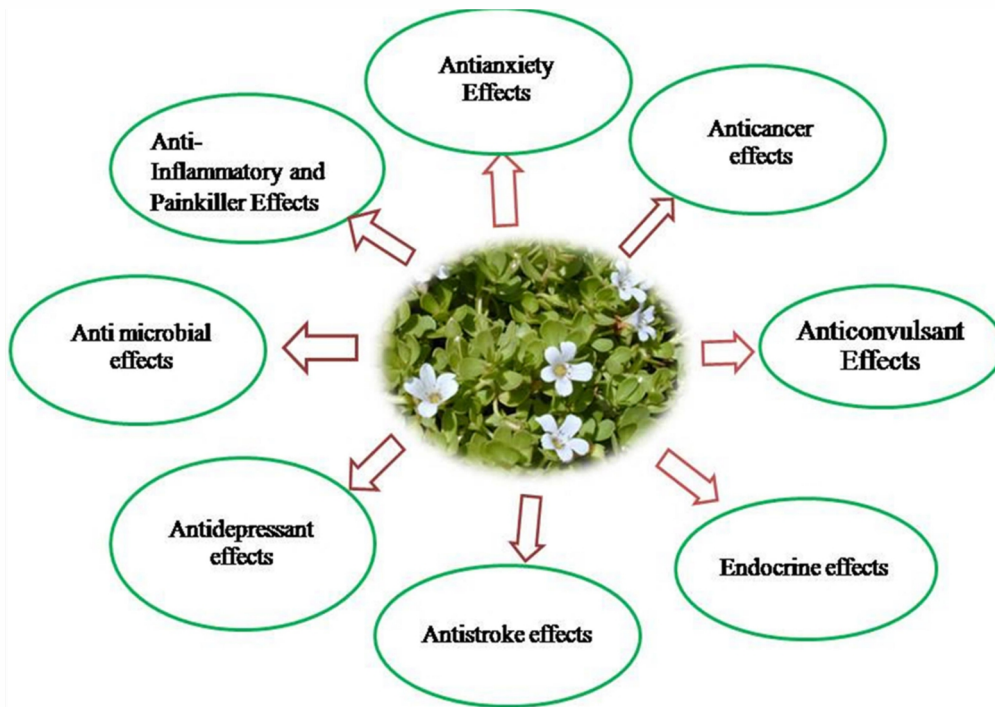 Antianxiety
Effects
Anticancer
effects
Anti-
Inflammatory and
Painkiller Effects
Anti microbial
effects
Anticonvulsant
Effects
Antidepressant
effects
Endocrine effects
Antistroke effects